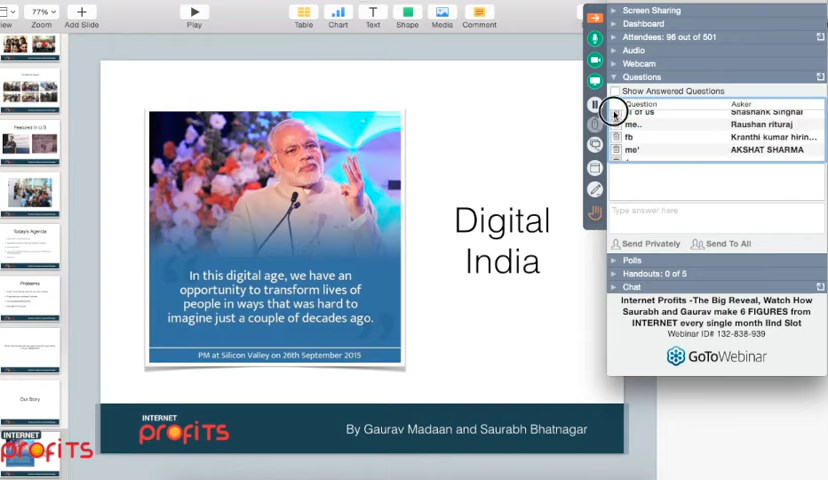 77%
Zoom
Add Slide
Play
Table
Chart
Text
Shape
Media
Comment
Featured in U.S
Today's Agenda
Problems
Our Story
INTERNET
profits
In this digital age, we have an
opportunity to transform lives of
people in ways that was hard to
imagine just a couple of decades ago.
PM at Silicon Valley on 26th September 2015
Digital
India
INTERNET
profits
By Gaurav Madaan and Saurabh Bhatnagar
Screen Sharing
Dashboard
Attendees: 96 out of 501
Audio
Webcam
Questions
Show Answered Questions
Question Asker
of us Shashank Singhal
me.. Raushan rituraj
fb Kranthi kumar hirin...
me' AKSHAT SHARMA
Type answer here
Send Privately Send To All
Polls
Handouts: 0 of 5
Chat
Internet Profits -The Big Reveal, Watch How
Saurabh and Gaurav make 6 FIGURES from
INTERNET every single month IInd Slot
Webinar ID# 132-838-939
GoToWebinar